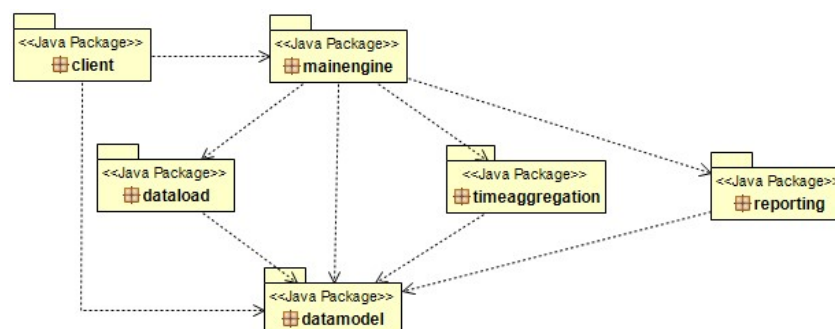 <<Java Package>>
client
<<Java Package>>
mainengine
<<Java Package>>
dataload
<<Java Package>>
timeaggregation
<<Java Package>>
reporting
<<Java Package>>
datamodel